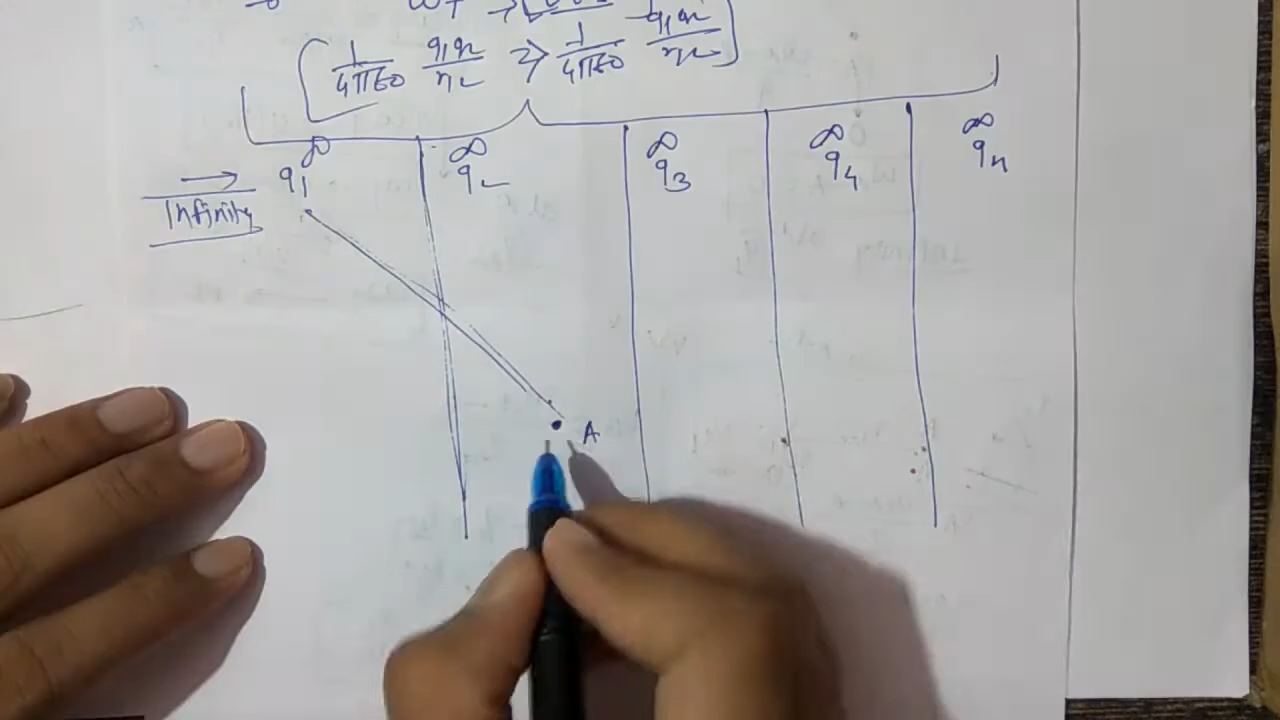 [1/4πε0 q1q2/r2 ⇒ 1/4πε0 -q1q2/r2]
∞ ∞ ∞ ∞ ∞
→ q1 q2 q3 q4 qn
Infinity
A